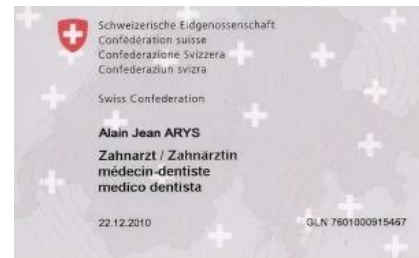 Schweizerische Eidgenossenschaft
Confédération suisse
Confederazione Svizzera
Confederaziun svizra
Swiss Confederation
Alain Jean ARYS
Zahnarzt / Zahnärztin
médecin-dentiste
medico dentista
22.12.2010 GLN 7601000915467